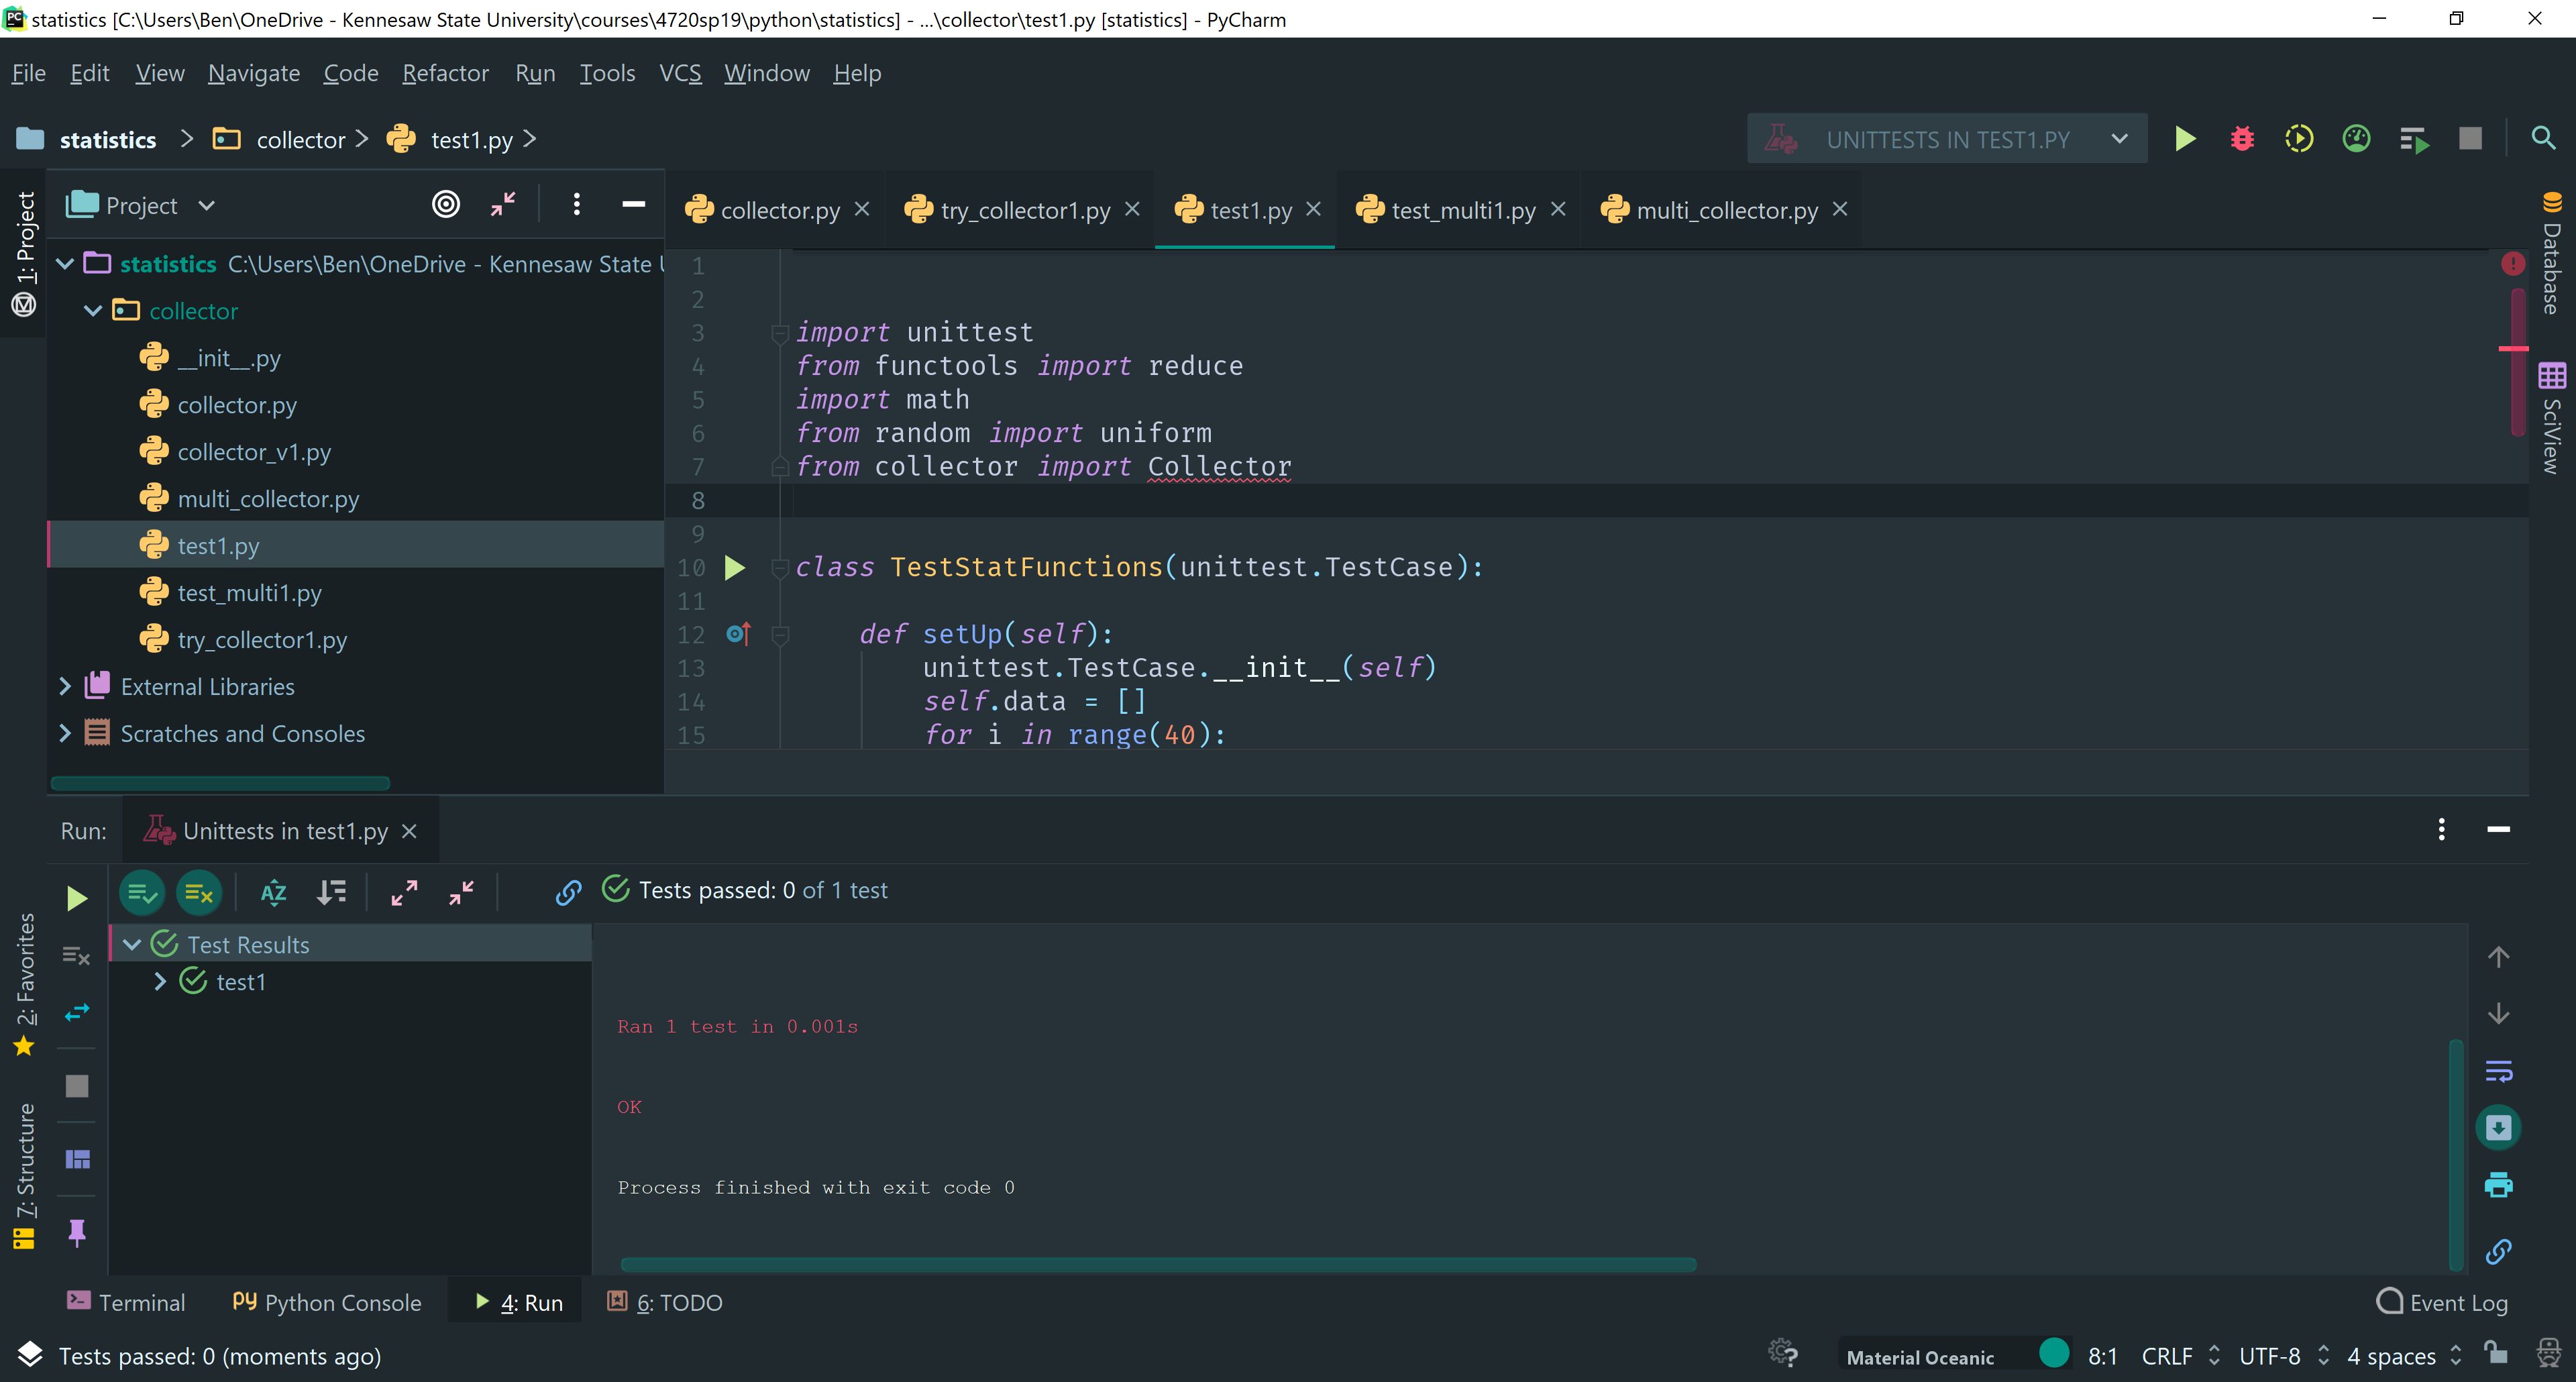 statistics [C:\Users\Ben\OneDrive - Kennesaw State University\courses\4720sp19\python\statistics] - ...\collector\test1.py [statistics] - PyCharm
File Edit View Navigate Code Refactor Run Tools VCS Window Help
statistics collector test1.py UNITTESTS IN TEST1.PY
1: Project
Project
collector.py try_collector1.py test1.py test_multi1.py multi_collector.py
Database
SciView
statistics C:\Users\Ben\OneDrive - Kennesaw State
collector
__init__.py
collector.py
collector_v1.py
multi_collector.py
test1.py
test_multi1.py
try_collector1.py
External Libraries
Scratches and Consoles
1
2
3 import unittest
4 from functools import reduce
5 import math
6 from random import uniform
7 from collector import Collector
8
9
10 class TestStatFunctions(unittest.TestCase):
11
12 def setUp(self):
13 unittest.TestCase.__init__(self)
14 self.data = []
15 for i in range(40):
Run: Unittests in test1.py
Tests passed: 0 of 1 test
2: Favorites
7: Structure
Test Results
test1
Ran 1 test in 0.001s
OK
Process finished with exit code 0
Terminal Python Console 4: Run 6: TODO Event Log
Tests passed: 0 (moments ago) Material Oceanic 8:1 CRLF UTF-8 4 spaces